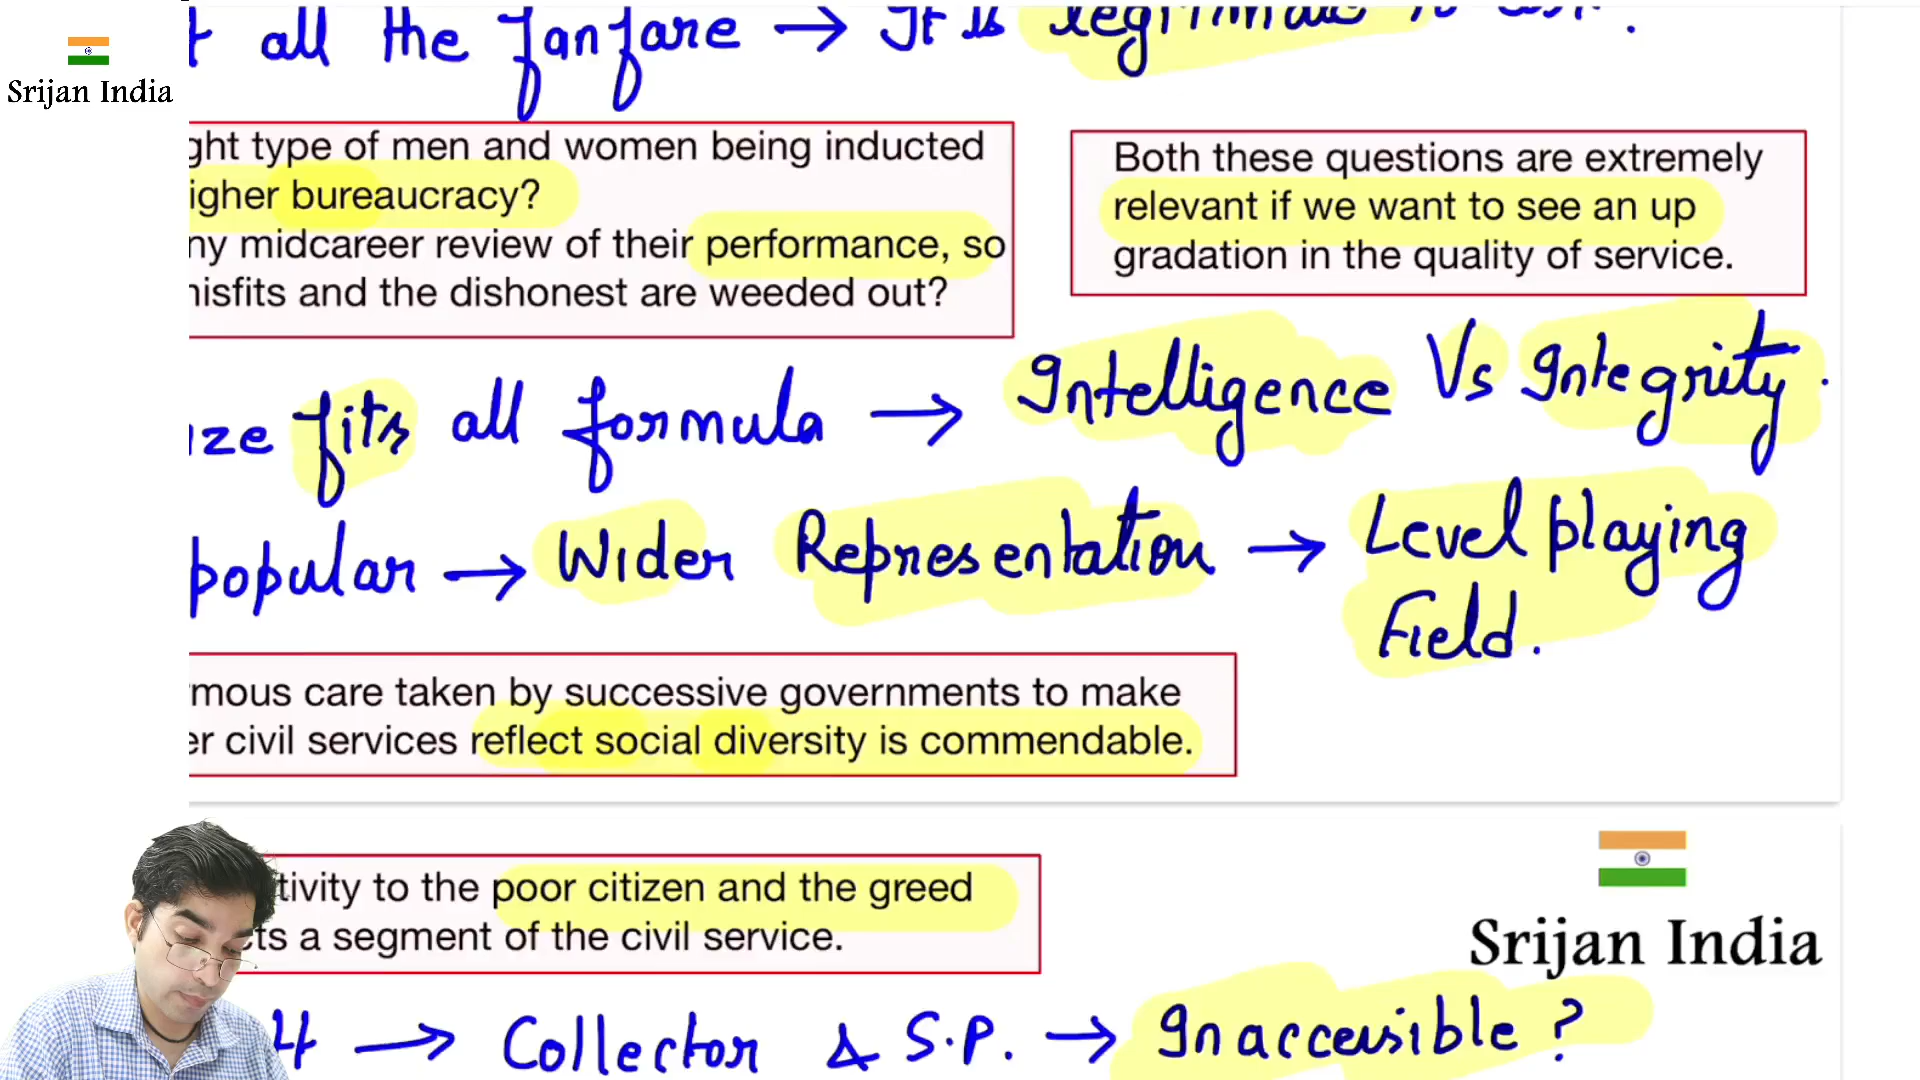 all the fanfare → It is legitimate to
Srijan India
ght type of men and women being inducted
igher bureaucracy?
ny midcareer review of their performance, so
nisfits and the dishonest are weeded out?
Both these questions are extremely
relevant if we want to see an up
gradation in the quality of service.
ize fits all formula → Intelligence Vs Integrity.
popular → Wider Representation → Level playing
Field.
mous care taken by successive governments to make
er civil services reflect social diversity is commendable.
tivity to the poor citizen and the greed
cts a segment of the civil service.
Srijan India
→ Collector & S.P. → Inaccessible?